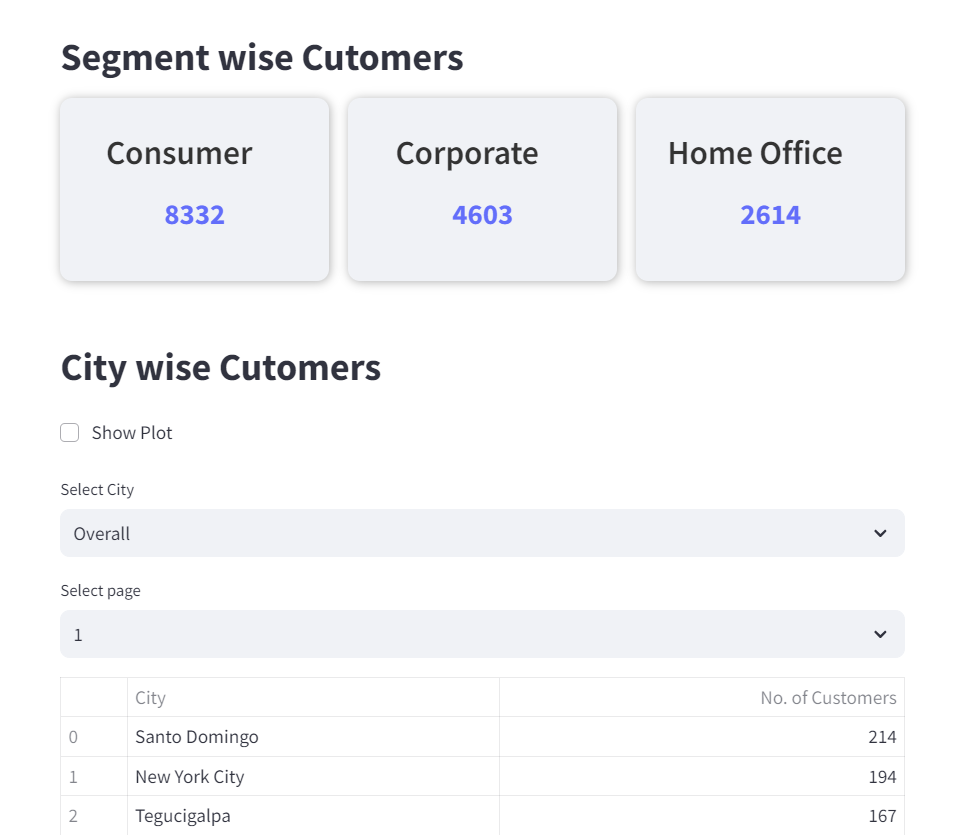 Segment wise Cutomers
Consumer Corporate Home Office
8332 4603 2614
City wise Cutomers
Show Plot
Select City
Overall
Select page
1
City No. of Customers
0 Santo Domingo 214
1 New York City 194
2 Tegucigalpa 167